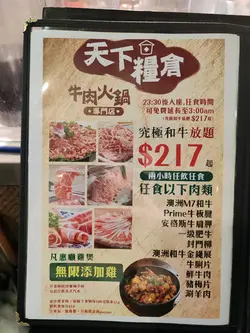 天下糧倉
牛肉火鍋
專門店
23:30後入座,任食時間
可免費延長至3:00am
究極和牛放題
$217起
兩小時任飲任食
任食以下肉類
澳洲M7和牛
Prime牛板腱
安格斯牛肩胛
一級肥牛
封門柳
澳洲和牛金錢展
牛胸片
鮮牛肉
豬梅片
涮羊肉
凡惠顧雞煲
無限添加雞